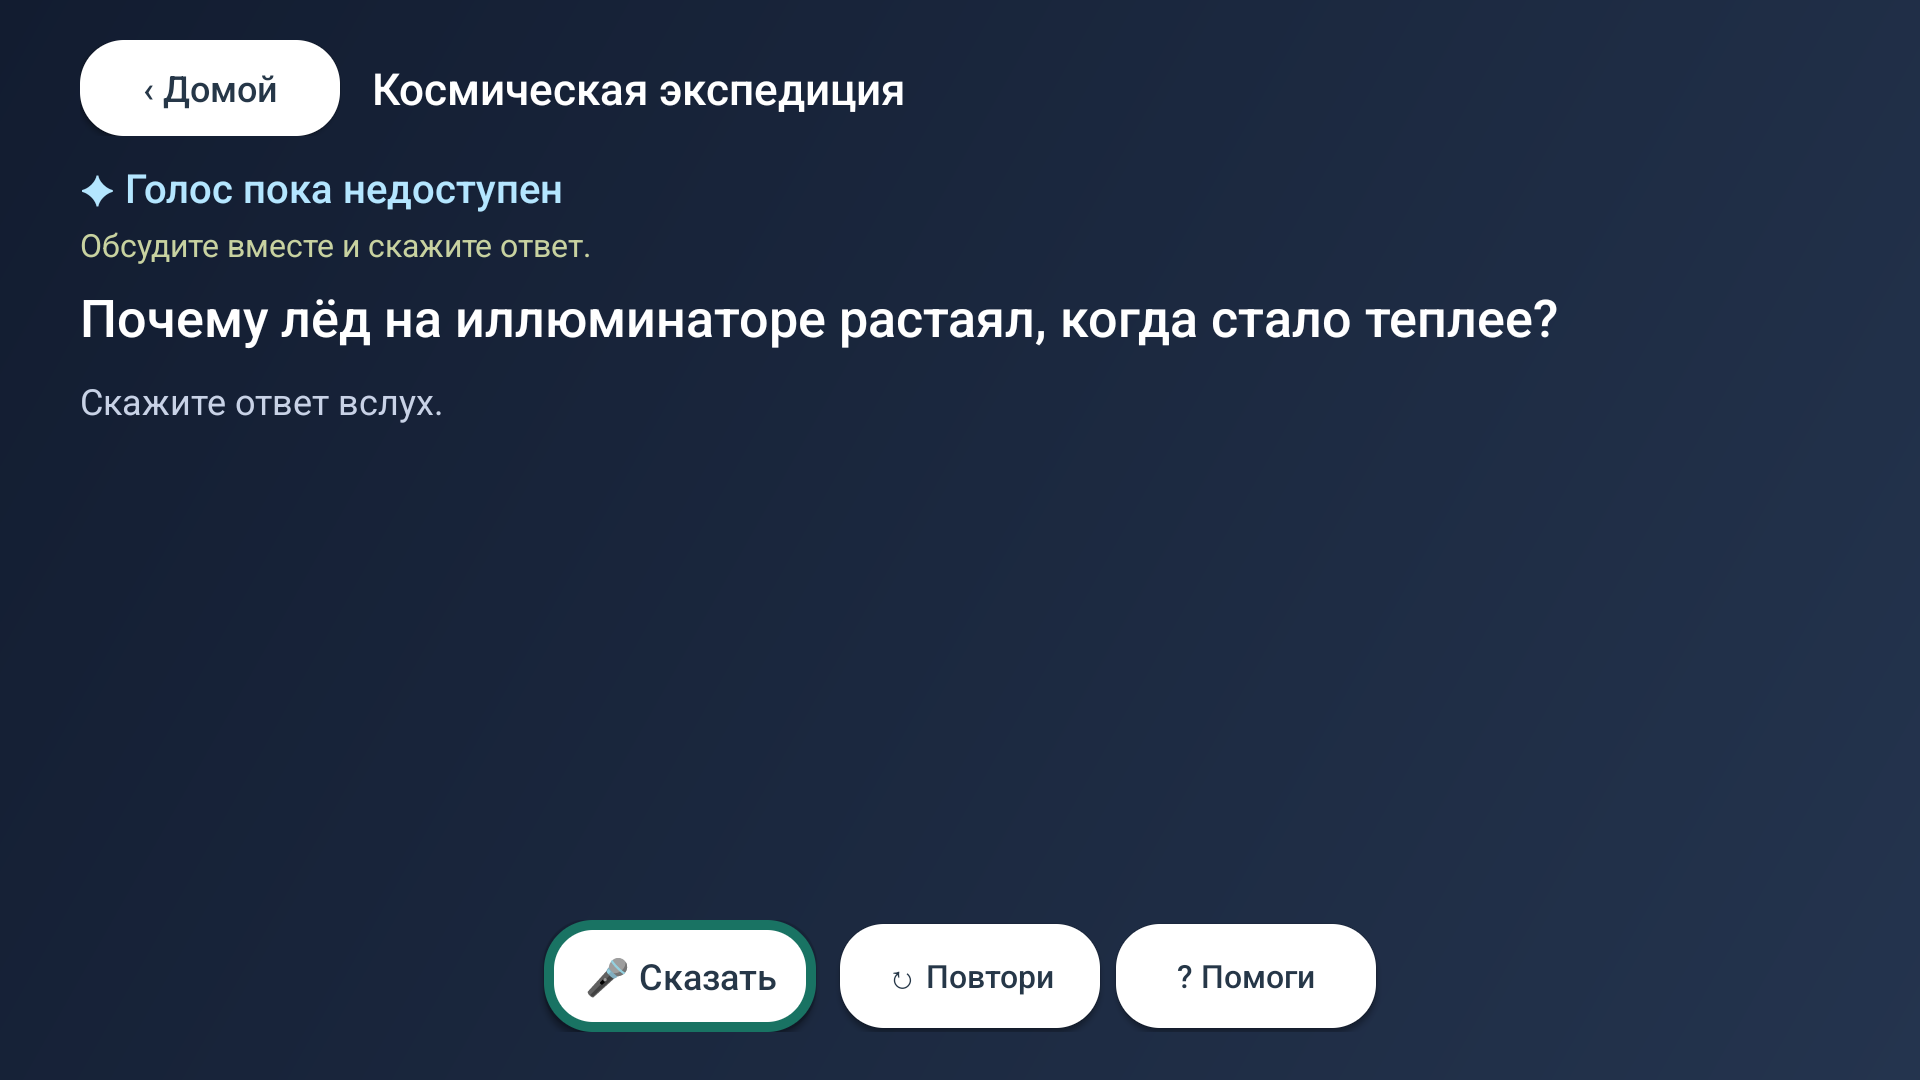 ‹ Домой
Космическая экспедиция
✦ Голос пока недоступен
Обсудите вместе и скажите ответ.
Почему лёд на иллюминаторе растаял, когда стало теплее?
Скажите ответ вслух.
🎤 Сказать
↻ Повтори
? Помоги